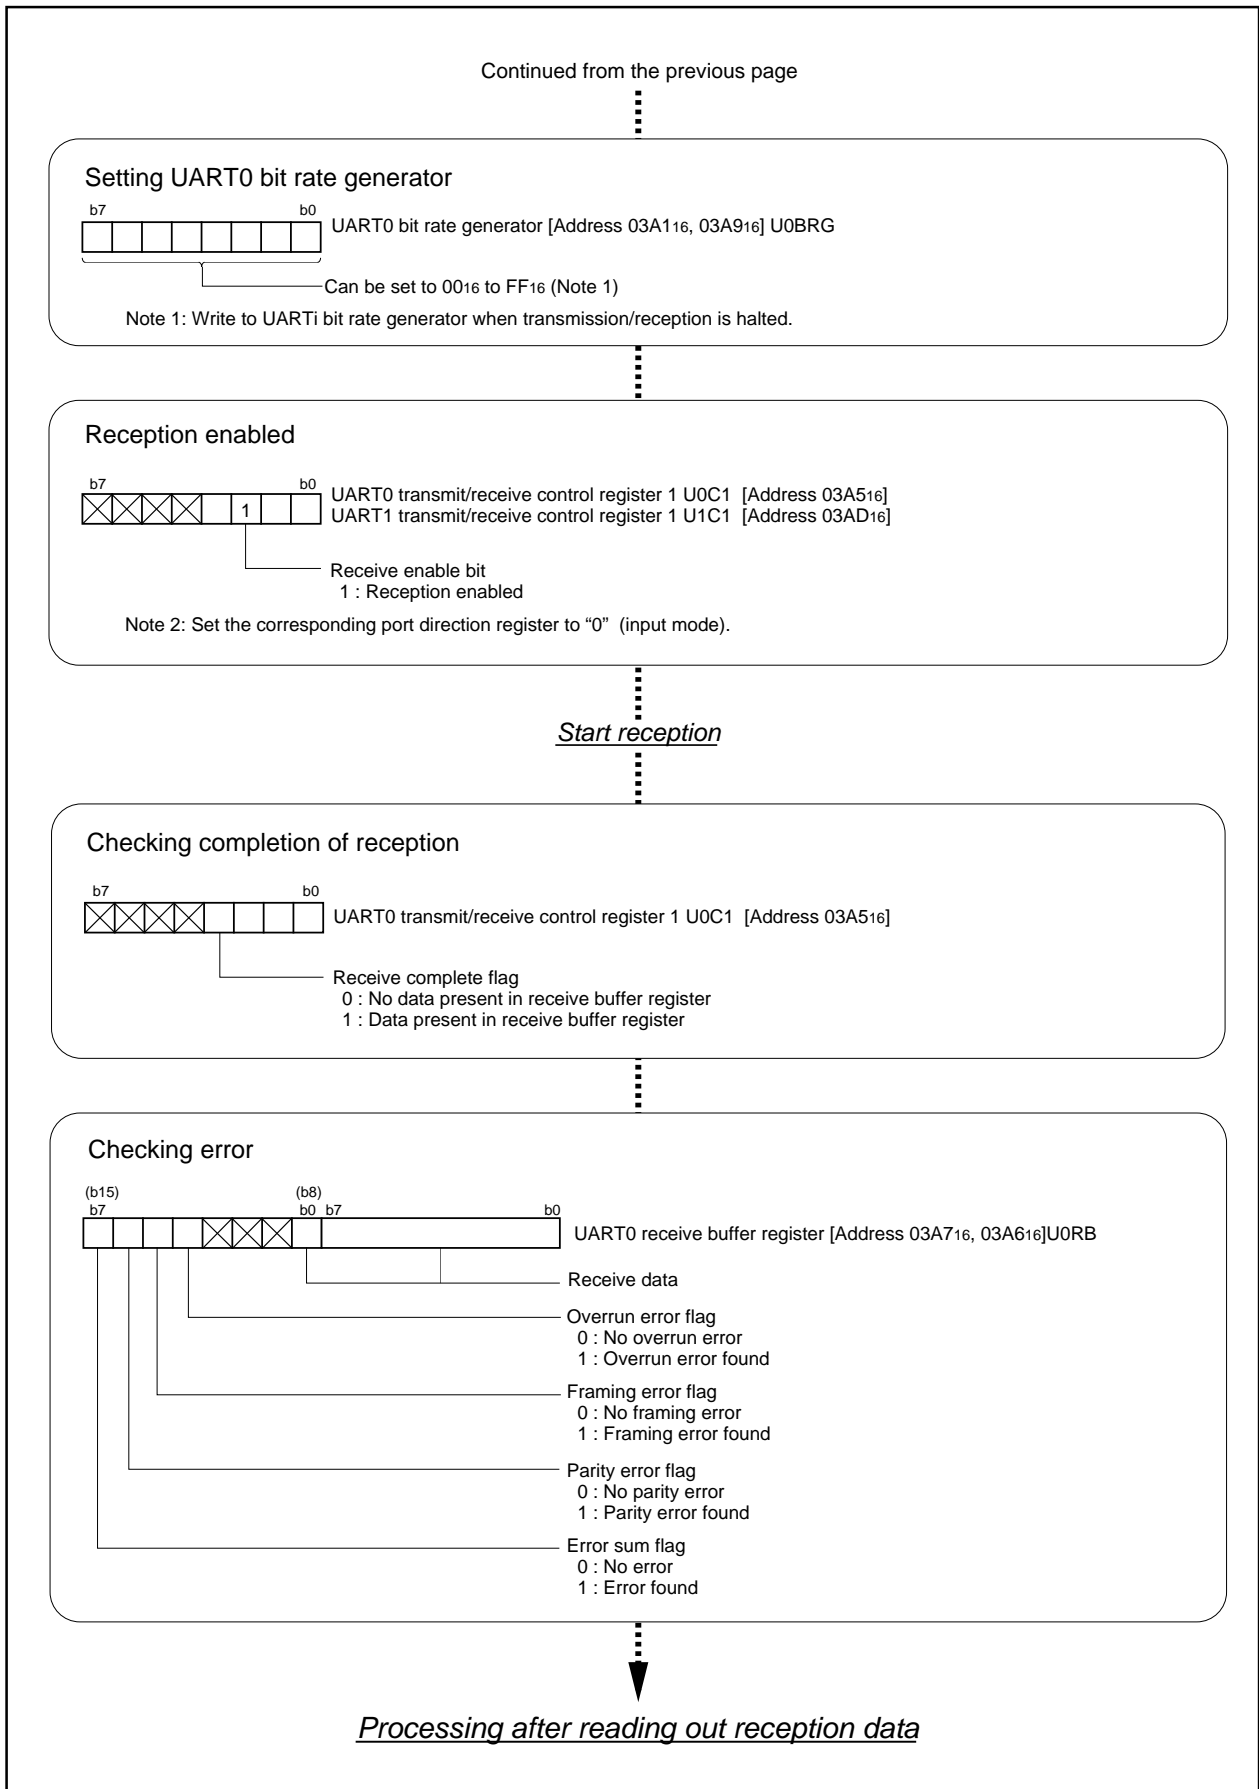 Continued from the previous page
Setting UART0 bit rate generator
b7 b0
UART0 bit rate generator [Address 03A116, 03A916] U0BRG
Can be set to 0016 to FF16 (Note 1)
Note 1: Write to UARTi bit rate generator when transmission/reception is halted.
Reception enabled
b7 b0
1
UART0 transmit/receive control register 1 U0C1 [Address 03A516]
UART1 transmit/receive control register 1 U1C1 [Address 03AD16]
Receive enable bit
1 : Reception enabled
Note 2: Set the corresponding port direction register to “0” (input mode).
Start reception
Checking completion of reception
b7 b0
UART0 transmit/receive control register 1 U0C1 [Address 03A516]
Receive complete flag
0 : No data present in receive buffer register
1 : Data present in receive buffer register
Checking error
(b15) (b8)
b7 b0 b7 b0
UART0 receive buffer register [Address 03A716, 03A616]U0RB
Receive data
Overrun error flag
0 : No overrun error
1 : Overrun error found
Framing error flag
0 : No framing error
1 : Framing error found
Parity error flag
0 : No parity error
1 : Parity error found
Error sum flag
0 : No error
1 : Error found
Processing after reading out reception data